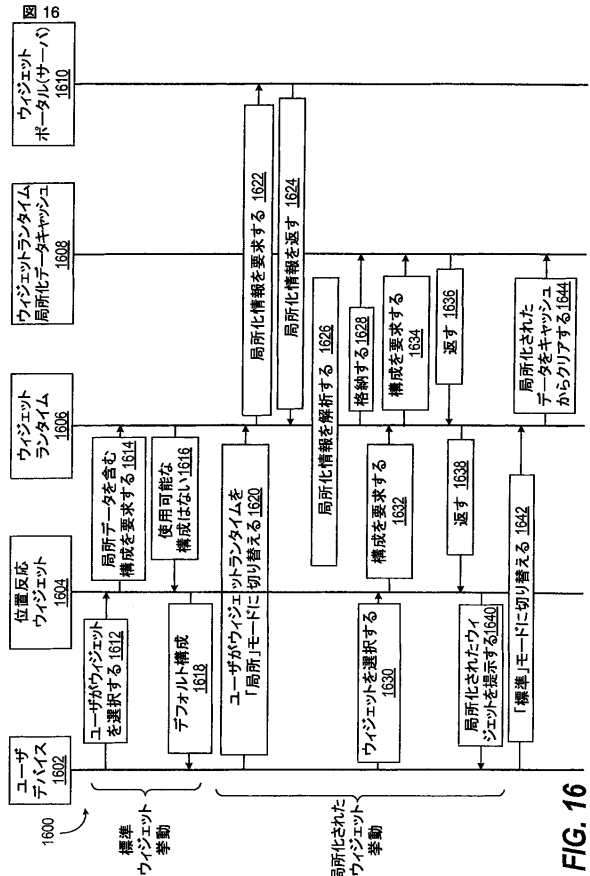 図 16
1600
ユーザ
デバイス
1602
位置反応
ウィジェット
1604
ウィジェット
ランタイム
1606
ウィジェットランタイム
局所化データキャッシュ
1608
ウィジェット
ポータル(サーバ)
1610
標準
ウィジェット
挙動
ユーザがウィジェット
を選択する 1612
局所データを含む
構成を要求する 1614
使用可能な
構成はない 1616
デフォルト構成
1618
局所化された
ウィジェット
挙動
ユーザがウィジェットランタイムを
「局所」モードに切り替える 1620
局所化情報を要求する 1622
局所化情報を返す 1624
局所化情報を解析する 1626
格納する 1628
ウィジェットを選択する
1630
構成を要求する
1632
構成を要求する
1634
返す 1636
返す 1638
局所化されたウィ
ジェットを提示する 1640
「標準」モードに切り替える 1642
局所化された
データをキャッシュ
からクリアする 1644
FIG. 16